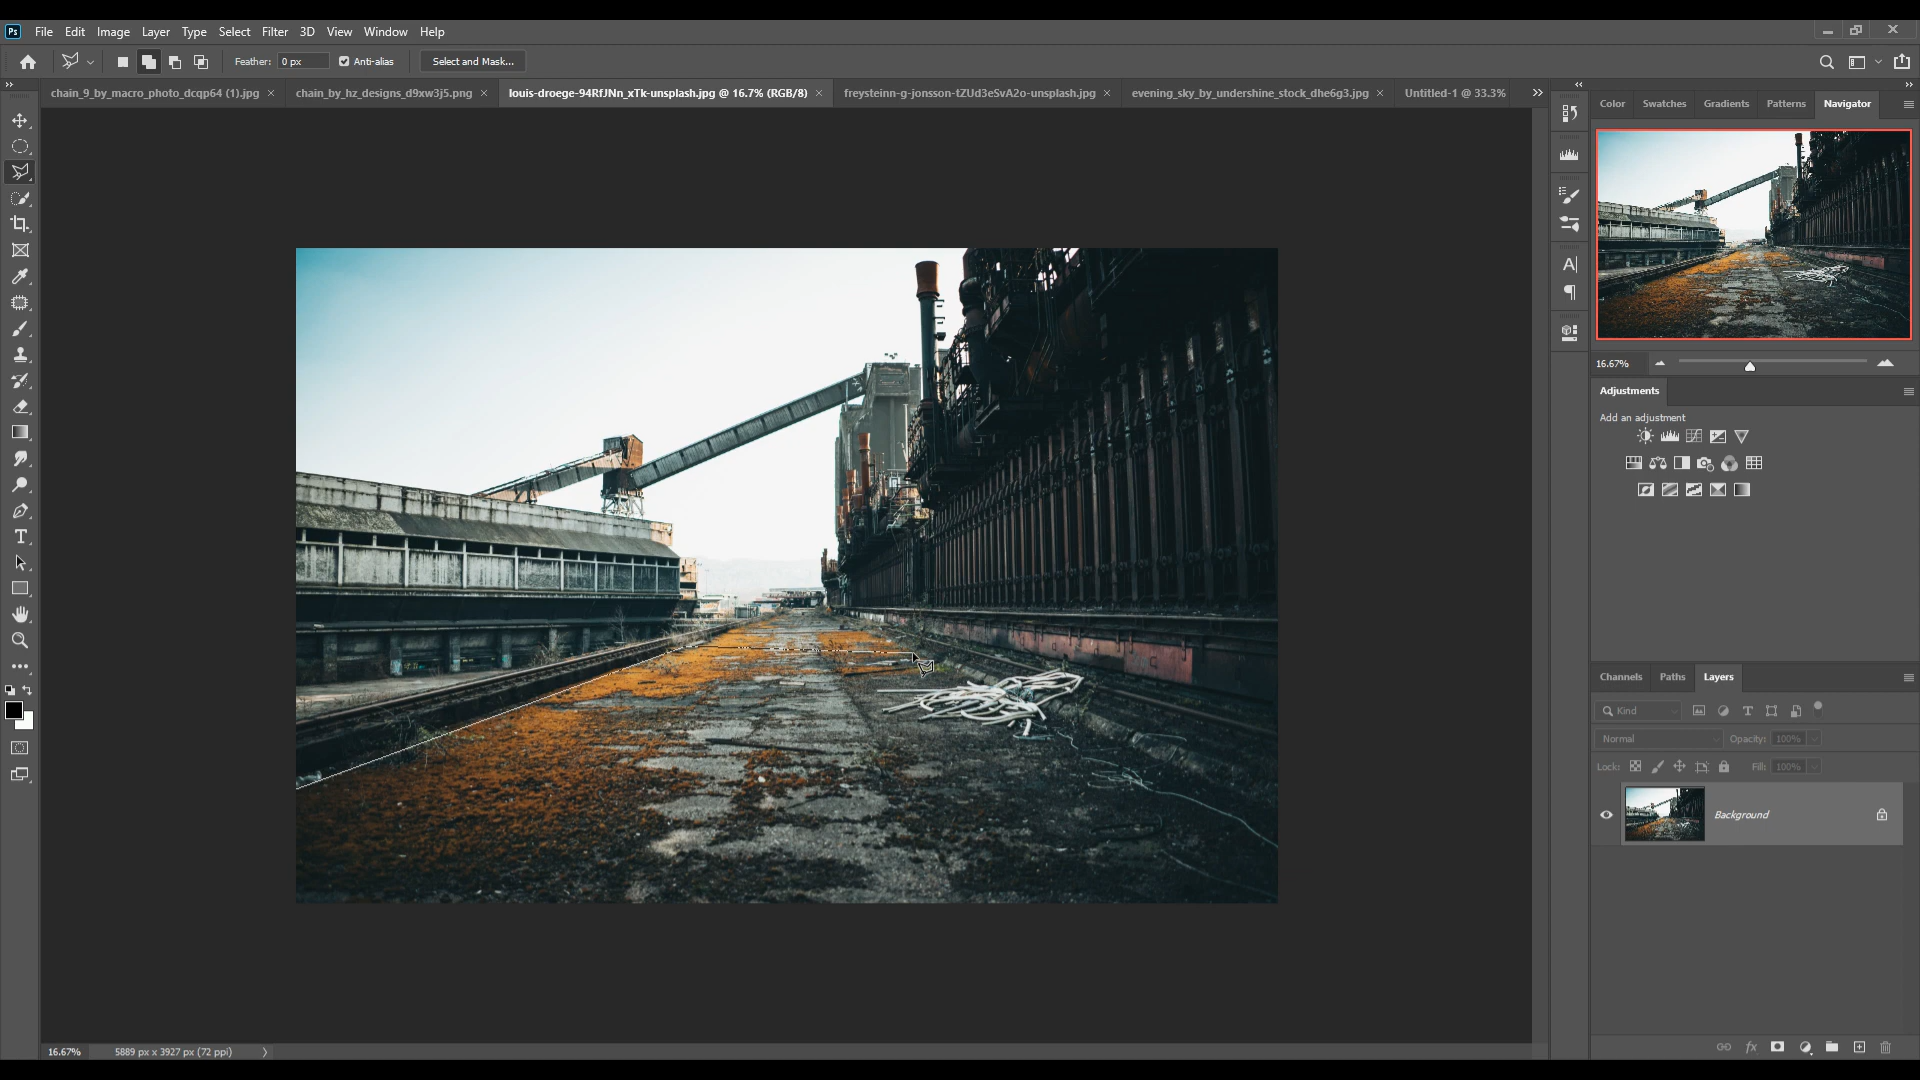 Ps File Edit Image Layer Type Select Filter 3D View Window Help
Feather: 0 px Anti-alias Select and Mask...
chain_9_by_macro_photo_dcqp64 (1).jpg × chain_by_hz_designs_d9xw3j5.png × louis-droege-94RfJNn_xTk-unsplash.jpg @ 16.7% (RGB/8) × freysteinn-g-jonsson-tZUd3eSvA2o-unsplash.jpg × evening_sky_by_undershine_stock_dhe6g3.jpg × Untitled-1 @ 33.3%
Color Swatches Gradients Patterns Navigator
16.67%
Adjustments
Add an adjustment
Channels Paths Layers
Kind
Normal Opacity: 100%
Lock: Fill: 100%
Background
fx
16.67% 5889 px x 3927 px (72 ppi)